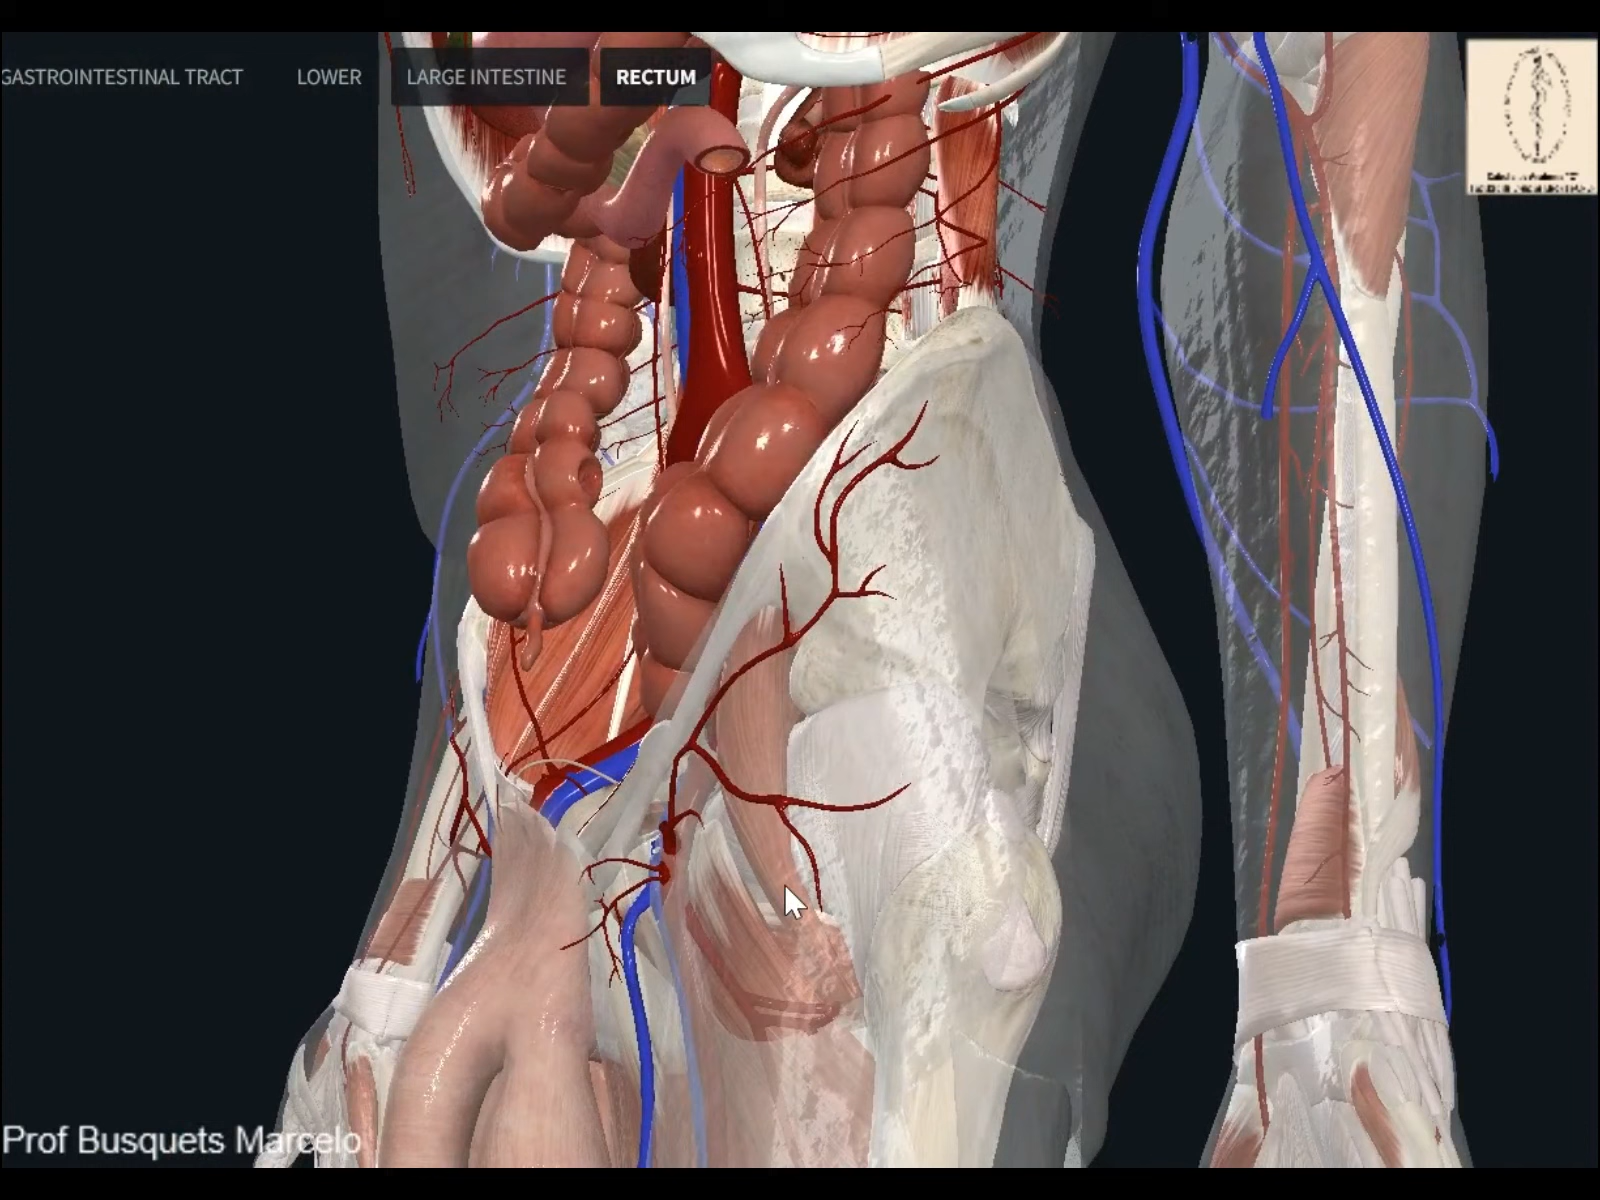 GASTROINTESTINAL TRACT LOWER LARGE INTESTINE RECTUM
Prof Busquets Marcelo